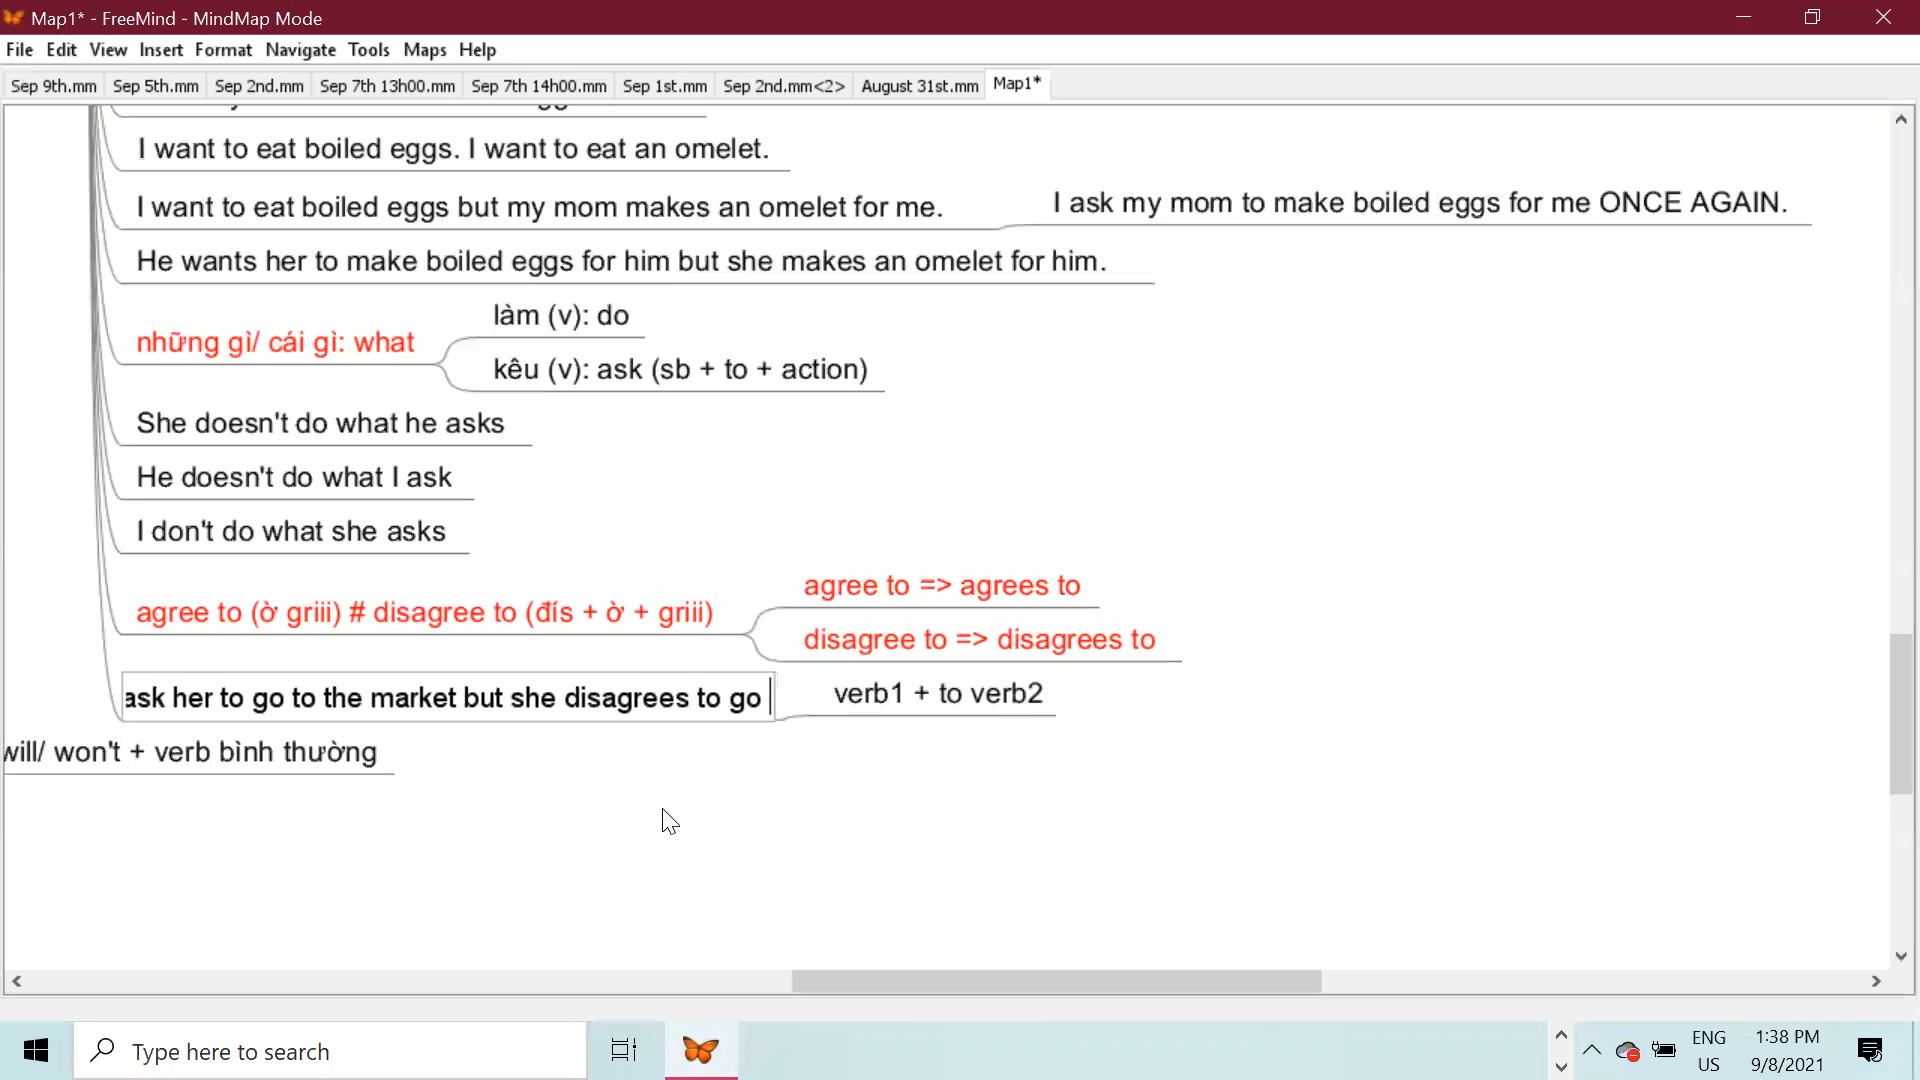 Map1* - FreeMind - MindMap Mode
File Edit View Insert Format Navigate Tools Maps Help
Sep 9th.mm Sep 5th.mm Sep 2nd.mm Sep 7th 13h00.mm Sep 7th 14h00.mm Sep 1st.mm Sep 2nd.mm<2> August 31st.mm Map1*
I want to eat boiled eggs. I want to eat an omelet.
I want to eat boiled eggs but my mom makes an omelet for me.
I ask my mom to make boiled eggs for me ONCE AGAIN.
He wants her to make boiled eggs for him but she makes an omelet for him.
những gì/ cái gì: what
làm (v): do
kêu (v): ask (sb + to + action)
She doesn't do what he asks
He doesn't do what I ask
I don't do what she asks
agree to (ờ griii) # disagree to (đís + ờ + griii)
agree to => agrees to
disagree to => disagrees to
ask her to go to the market but she disagrees to go
verb1 + to verb2
will/ won't + verb bình thường
Type here to search
ENG
US
1:38 PM
9/8/2021